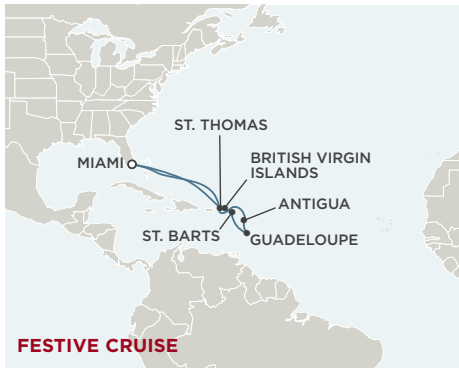 ST. THOMAS
MIAMI
BRITISH VIRGIN
ISLANDS
ANTIGUA
ST. BARTS
GUADELOUPE
FESTIVE CRUISE